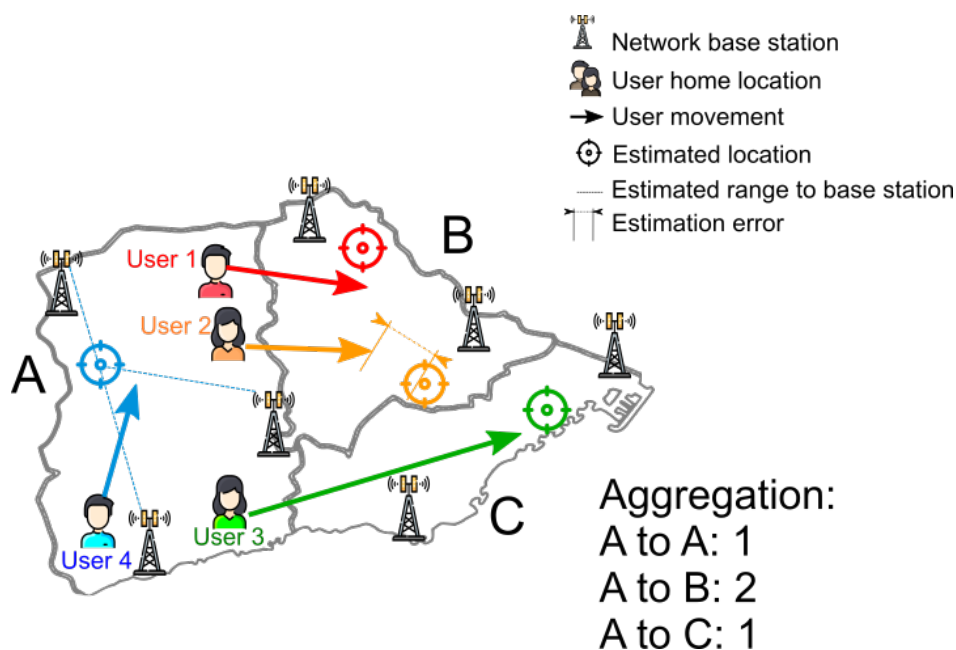 Network base station
User home location
User movement
Estimated location
Estimated range to base station
Estimation error
B
User 1
User 2
A
C
User 3
User 4
Aggregation:
A to A: 1
A to B: 2
A to C: 1